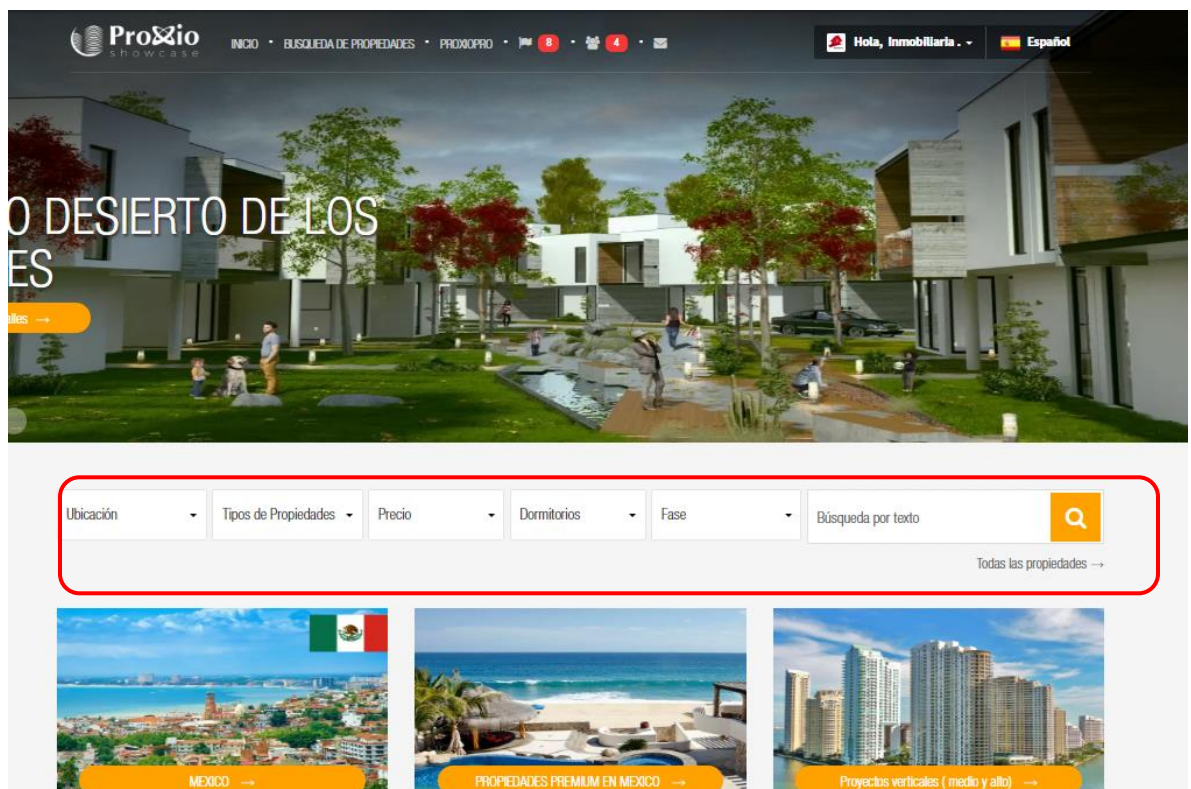 ProXio
showcase
INICIO • BUSQUEDA DE PROPIEDADES • PROXIOPRO • 8 • 4 •
Hola, Inmobiliaria .
Español
O DESIERTO DE LOS
ES
alles →
Ubicación
Tipos de Propiedades
Precio
Dormitorios
Fase
Búsqueda por texto
Todas las propiedades →
MEXICO →
PROPIEDADES PREMIUM EN MEXICO →
Proyectos verticales ( medio y alto) →